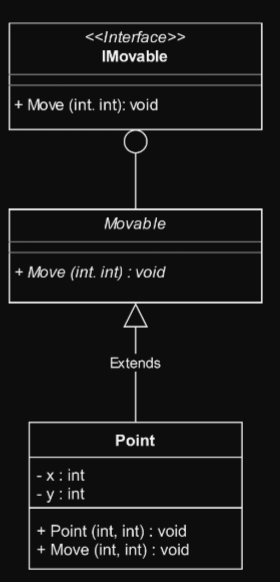 <<Interface>>
IMovable
+ Move (int. int): void
Movable
+ Move (int. int) : void
Extends
Point
- x : int
- y : int
+ Point (int, int) : void
+ Move (int, int) : void